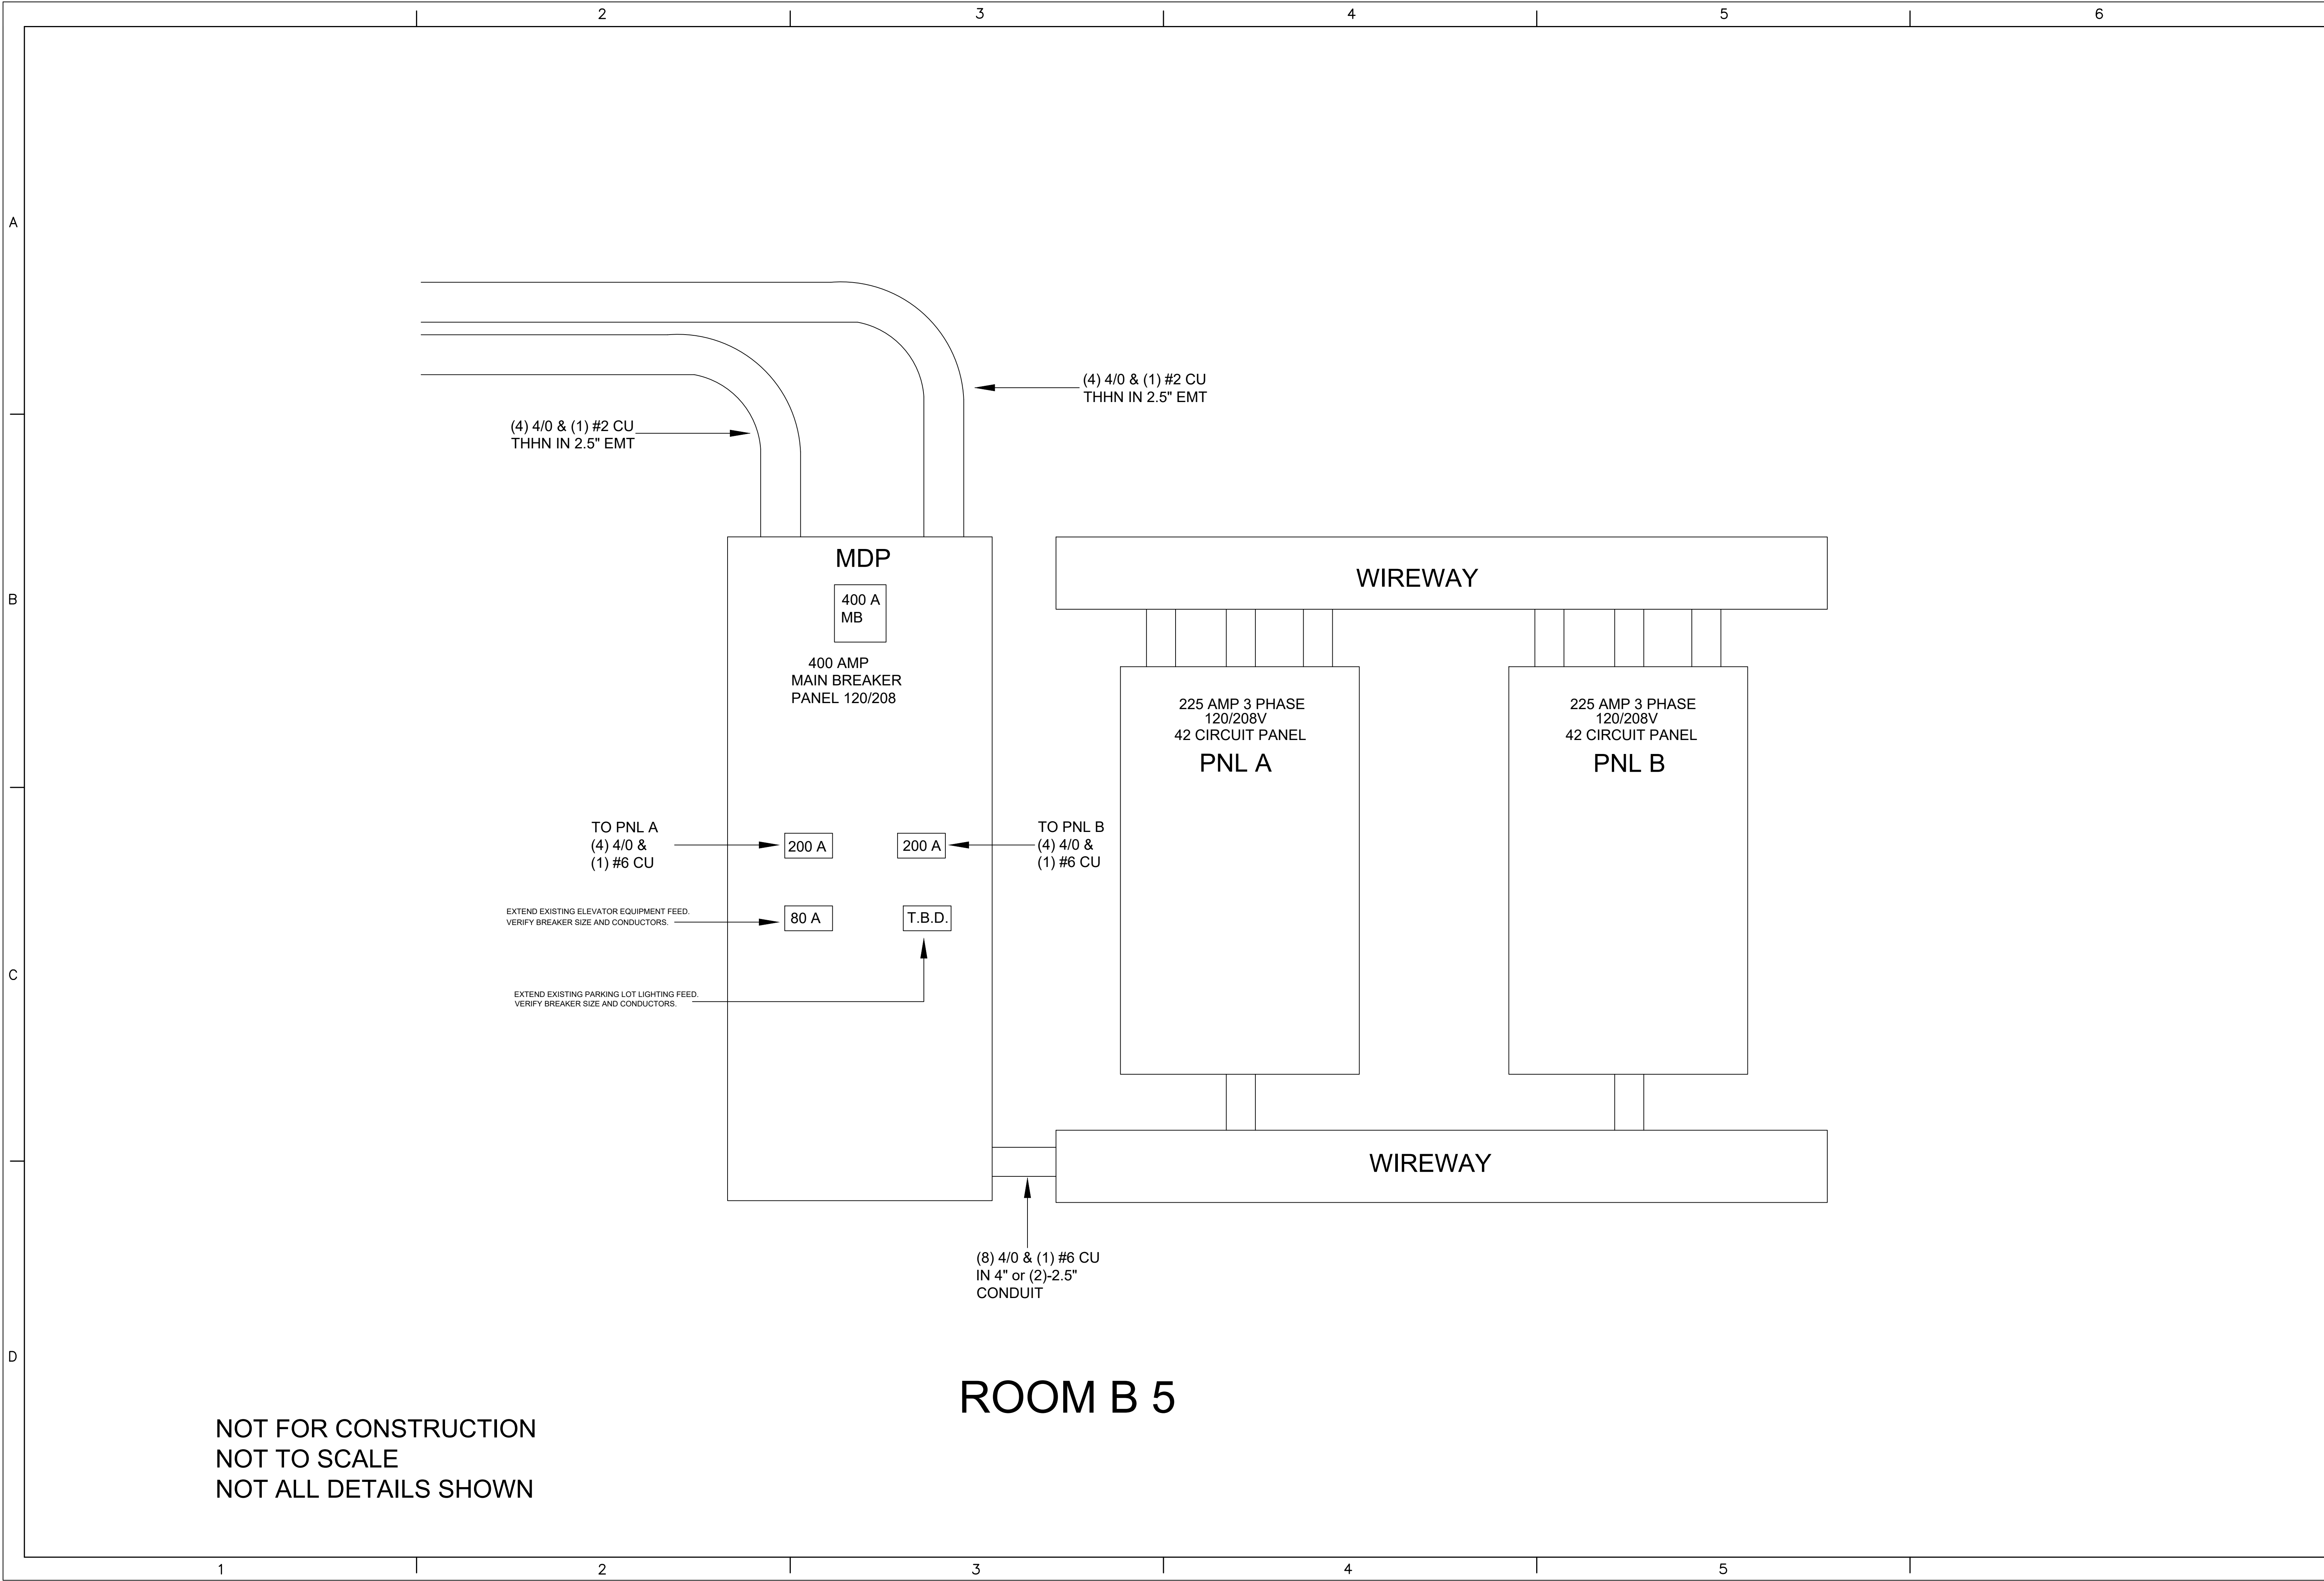 2
3
4
5
6
A
B
C
D
(4) 4/0 & (1) #2 CU
THHN IN 2.5" EMT
(4) 4/0 & (1) #2 CU
THHN IN 2.5" EMT
MDP
400 A
MB
400 AMP
MAIN BREAKER
PANEL 120/208
WIREWAY
225 AMP 3 PHASE
120/208V
42 CIRCUIT PANEL
PNL A
225 AMP 3 PHASE
120/208V
42 CIRCUIT PANEL
PNL B
TO PNL A
(4) 4/0 &
(1) #6 CU
200 A
200 A
TO PNL B
(4) 4/0 &
(1) #6 CU
EXTEND EXISTING ELEVATOR EQUIPMENT FEED.
VERIFY BREAKER SIZE AND CONDUCTORS.
80 A
T.B.D.
EXTEND EXISTING PARKING LOT LIGHTING FEED.
VERIFY BREAKER SIZE AND CONDUCTORS.
WIREWAY
(8) 4/0 & (1) #6 CU
IN 4" or (2)-2.5"
CONDUIT
ROOM B 5
NOT FOR CONSTRUCTION
NOT TO SCALE
NOT ALL DETAILS SHOWN
1
2
3
4
5